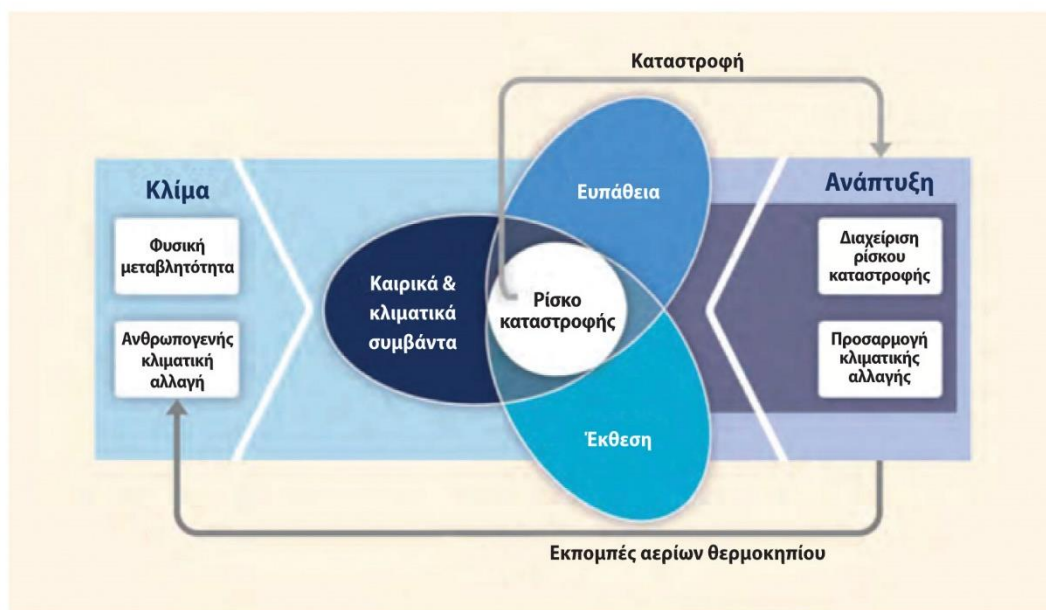 Καταστροφή
Κλίμα
Φυσική
μεταβλητότητα
Ανθρωπογενής
κλιματική
αλλαγή
Καιρικά &
κλιματικά
συμβάντα
Ευπάθεια
Ρίσκο
καταστροφής
Έκθεση
Ανάπτυξη
Διαχείριση
ρίσκου
καταστροφής
Προσαρμογή
κλιματικής
αλλαγής
Εκπομπές αερίων θερμοκηπίου